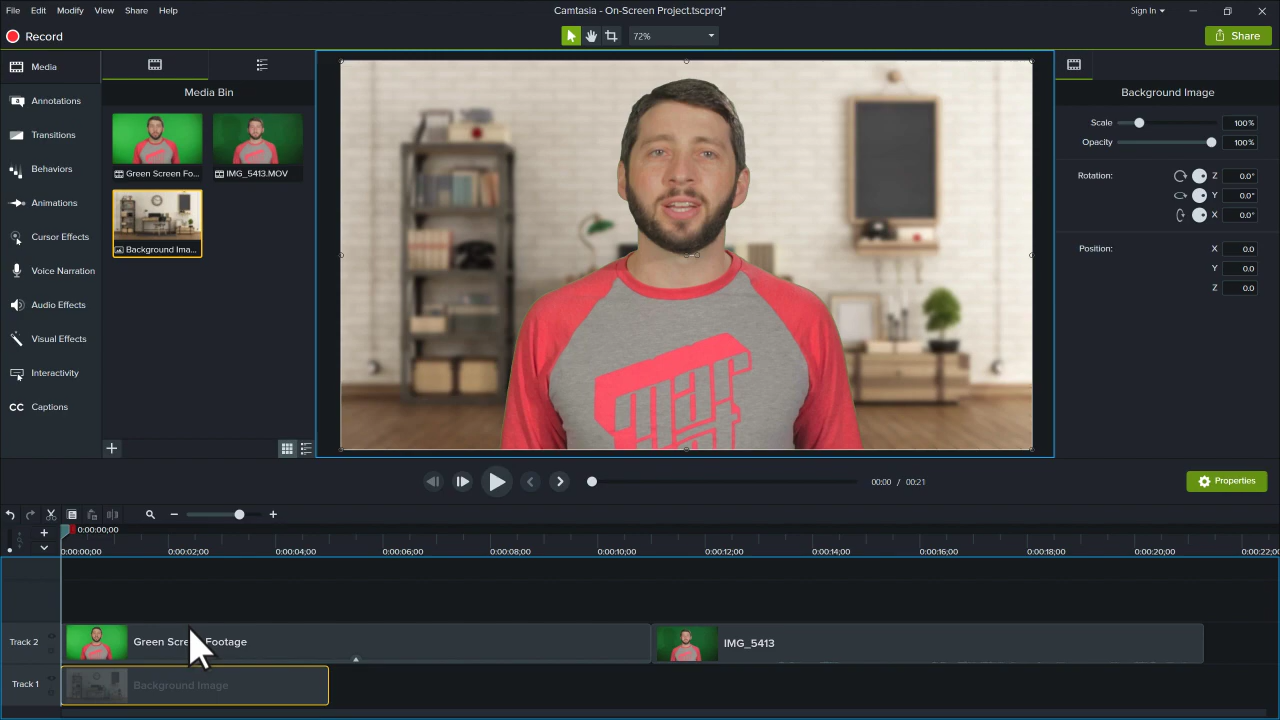 File Edit Modify View Share Help
Camtasia - On-Screen Project.tscproj*
Sign In
Record
72%
Share
Media
Annotations
Transitions
Behaviors
Animations
Cursor Effects
Voice Narration
Audio Effects
Visual Effects
Interactivity
CC Captions
Media Bin
Green Screen Fo...
IMG_5413.MOV
Background Ima...
Background Image
Scale 100%
Opacity 100%
Rotation: Z 0.0°
Y 0.0°
X 0.0°
Position: X 0.0
Y 0.0
Z 0.0
00:00 / 00:21
Properties
0:00:00;00
0:00:00;00 0:00:02;00 0:00:04;00 0:00:06;00 0:00:08;00 0:00:10;00 0:00:12;00 0:00:14;00 0:00:16;00 0:00:18;00 0:00:20;00 0:00:22;00
Track 2
Green Footage
IMG_5413
Track 1
Background Image